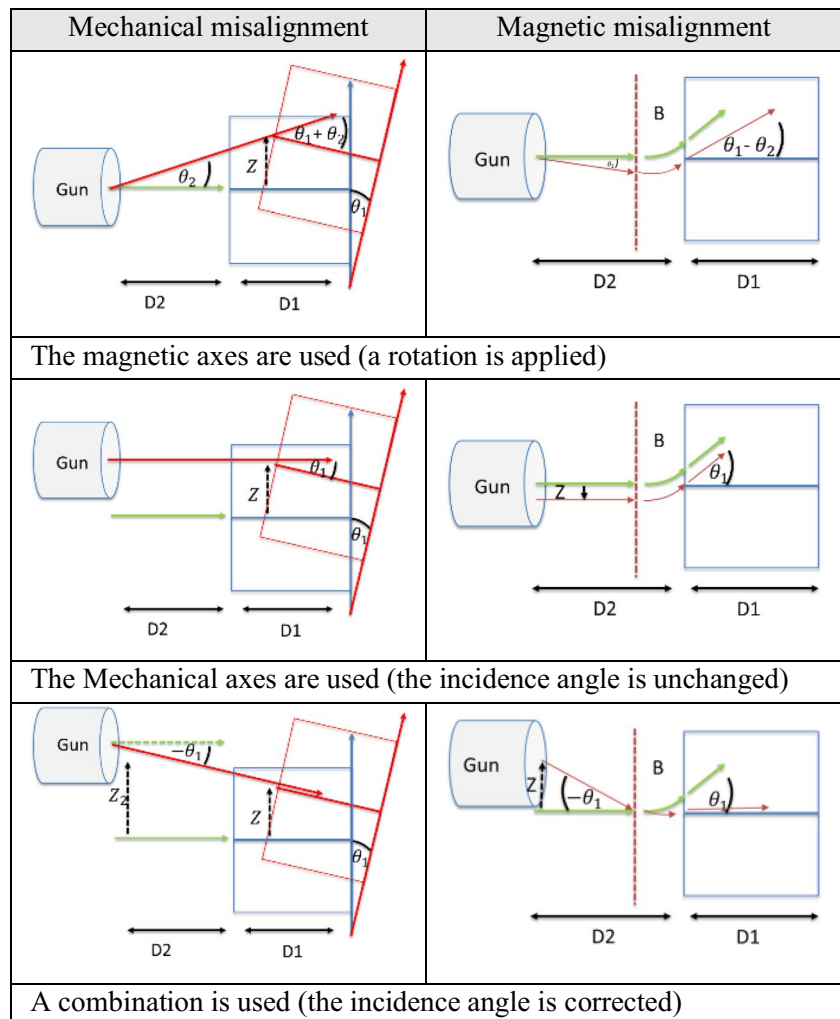 Mechanical misalignment
Magnetic misalignment
Gun
θ₂
Z
θ₁ + θ₂
θ₁
D2
D1
Gun
θ₂
B
θ₁ - θ₂
D2
D1
The magnetic axes are used (a rotation is applied)
Gun
Z
θ₁
θ₁
D2
D1
Gun
Z
B
θ₁
D2
D1
The Mechanical axes are used (the incidence angle is unchanged)
Gun
−θ₁
Z₂
Z
θ₁
D2
D1
Gun
Z
−θ₁
B
θ₁
D2
D1
A combination is used (the incidence angle is corrected)